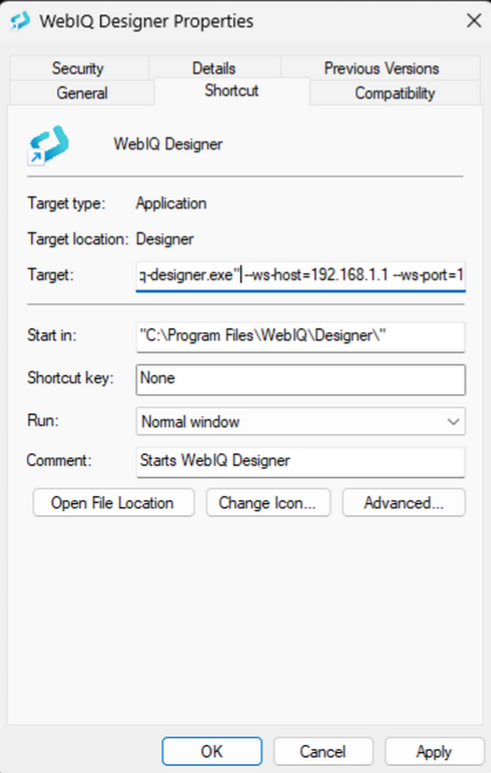 WebIQ Designer Properties
Security Details Previous Versions
General Shortcut Compatibility
WebIQ Designer
Target type: Application
Target location: Designer
Target: q-designer.exe" --ws-host=192.168.1.1 --ws-port=1
Start in: "C:\Program Files\WebIQ\Designer\"
Shortcut key: None
Run: Normal window
Comment: Starts WebIQ Designer
Open File Location Change Icon... Advanced...
OK Cancel Apply